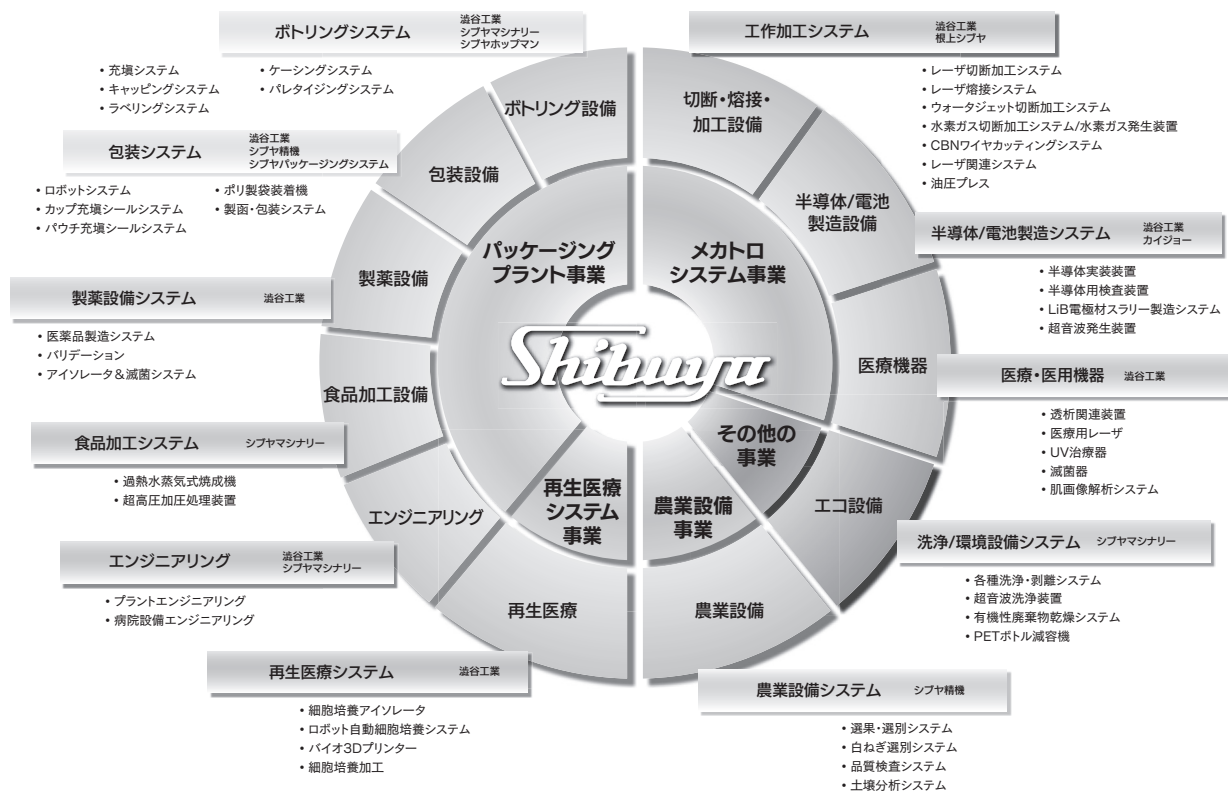 ボトリングシステム
澁谷工業
シブヤマシナリー
シブヤホップマン
• 充填システム
• キャッピングシステム
• ラベリングシステム
• ケーシングシステム
• パレタイジングシステム
包装システム
澁谷工業
シブヤ精機
シブヤパッケージングシステム
• ロボットシステム
• カップ充填シールシステム
• パウチ充填シールシステム
• ポリ製袋装着機
• 製函・包装システム
製薬設備システム
澁谷工業
• 医薬品製造システム
• バリデーション
• アイソレータ&滅菌システム
食品加工システム
シブヤマシナリー
• 過熱水蒸気式焼成機
• 超高圧加圧処理装置
エンジニアリング
澁谷工業
シブヤマシナリー
• プラントエンジニアリング
• 病院設備エンジニアリング
再生医療システム
澁谷工業
• 細胞培養アイソレータ
• ロボット自動細胞培養システム
• バイオ3Dプリンター
• 細胞培養加工
ボトリング設備
包装設備
製薬設備
食品加工設備
エンジニアリング
再生医療
パッケージング
プラント事業
再生医療
システム
事業
Shibuya
メカトロ
システム事業
その他の
事業
農業設備
事業
切断・熔接・
加工設備
半導体/電池
製造設備
医療機器
エコ設備
農業設備
工作加工システム
澁谷工業
根上シブヤ
• レーザ切断加工システム
• レーザ熔接システム
• ウォータジェット切断加工システム
• 水素ガス切断加工システム/水素ガス発生装置
• CBNワイヤカッティングシステム
• レーザ関連システム
• 油圧プレス
半導体/電池製造システム
澁谷工業
カイジョー
• 半導体実装装置
• 半導体用検査装置
• LiB電極材スラリー製造システム
• 超音波発生装置
医療・医用機器
澁谷工業
• 透析関連装置
• 医療用レーザ
• UV治療器
• 滅菌器
• 肌画像解析システム
洗浄/環境設備システム
シブヤマシナリー
• 各種洗浄・剥離システム
• 超音波洗浄装置
• 有機性廃棄物乾燥システム
• PETボトル減容機
農業設備システム
シブヤ精機
• 選果・選別システム
• 白ねぎ選別システム
• 品質検査システム
• 土壌分析システム